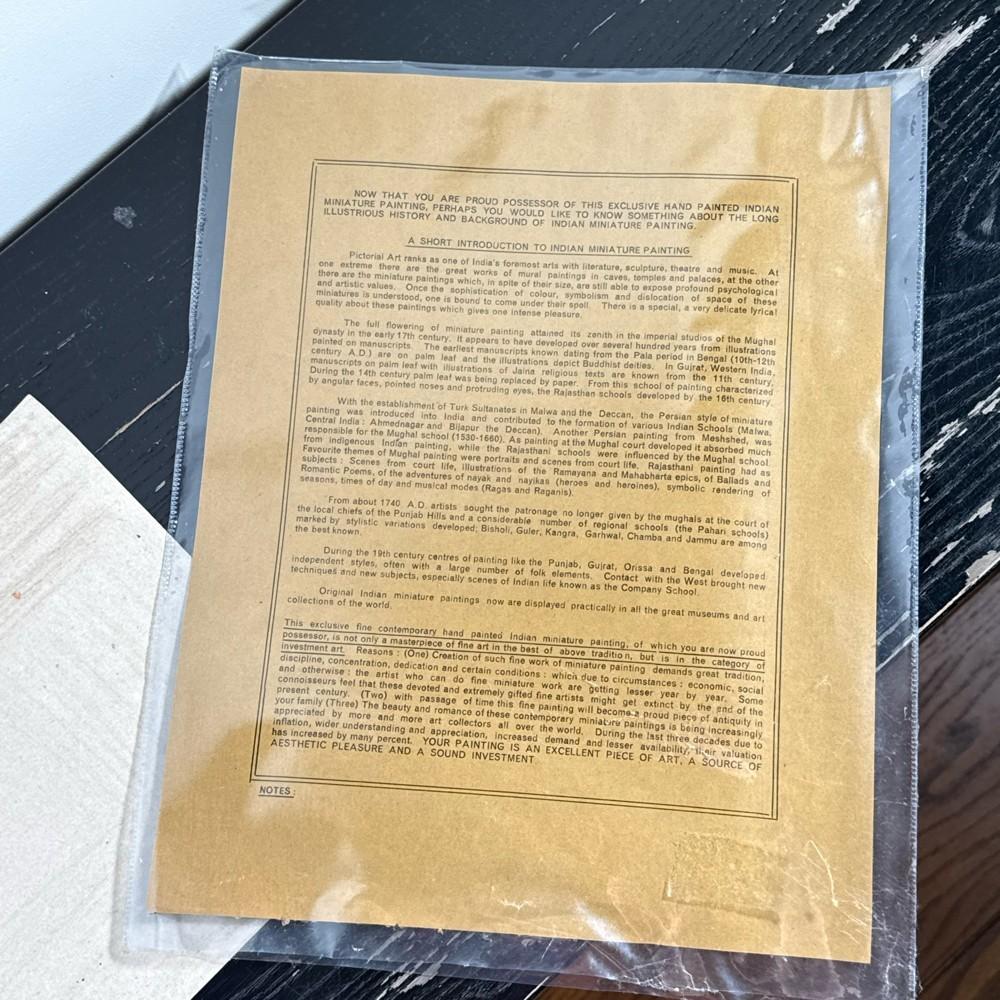 NOW THAT YOU ARE PROUD POSSESSOR OF THIS EXCLUSIVE HAND PAINTED INDIAN
MINIATURE PAINTING, PERHAPS YOU WOULD LIKE TO KNOW SOMETHING ABOUT THE LONG
ILLUSTRIOUS HISTORY AND BACKGROUND OF INDIAN MINIATURE PAINTING.
A SHORT INTRODUCTION TO INDIAN MINIATURE PAINTING
Pictorial Art ranks as one of India's foremost arts with literature, sculpture, theatre and music. At
one extreme there are the great works of mural paintings in caves, temples and palaces, at the other
there are the miniature paintings which, in spite of their size, are still able to expose profound psychological
and artistic values. Once the sophistication of colour, symbolism and dislocation of space of these
miniatures is understood, one is bound to come under their spell. There is a special, a very delicate lyrical
quality about these paintings which gives one intense pleasure.
The full flowering of miniature painting attained its zenith in the imperial studios of the Mughal
dynasty in the early 17th century. It appears to have developed over several hundred years from illustrations
painted on manuscripts. The earliest manuscripts known dating from the Pala period in Bengal (10th-12th
century A.D.) are on palm leaf and the illustrations depict Buddhist deities. In Gujrat, Western India,
manuscripts on palm leaf with illustrations of Jaina religious texts are known from the 11th century.
During the 14th century palm leaf was being replaced by paper. From this school of painting characterized
by angular faces, pointed noses and protruding eyes, the Rajasthan schools developed by the 16th century.
With the establishment of Turk Sultanates in Malwa and the Deccan, the Persian style of miniature
painting was introduced into India and contributed to the formation of various Indian Schools (Malwa,
Central India : Ahmednagar and Bijapur the Deccan). Another Persian painting from Meshshed, was
responsible for the Mughal school (1530-1660). As painting at the Mughal court developed it absorbed much
from indigenous Indian painting, while the Rajasthani schools were influenced by the Mughal school.
Favourite themes of Mughal painting were portraits and scenes from court life. Rajasthani painting had as
subjects : Scenes from court life, illustrations of the Ramayana and Mahabharta epics, of Ballads and
Romantic Poems, of the adventures of nayak and nayikas (heroes and heroines), symbolic rendering of
seasons, times of day and musical modes (Ragas and Raganis).
From about 1740 A.D. artists sought the patronage no longer given by the mughals at the court of
the local chiefs of the Punjab Hills and a considerable number of regional schools (the Pahari schools)
marked by stylistic variations developed; Bisholi, Guler, Kangra, Garhwal, Chamba and Jammu are among
the best known.
During the 19th century centres of painting like the Punjab, Gujrat, Orissa and Bengal developed
independent styles, often with a large number of folk elements. Contact with the West brought new
techniques and new subjects, especially scenes of Indian life known as the Company School.
Original Indian miniature paintings now are displayed practically in all the great museums and art
collections of the world.
This exclusive fine contemporary hand painted Indian miniature painting, of which you are now proud
possessor, is not only a masterpiece of fine art in the best of above tradition, but is in the category of
investment art. Reasons : (One) Creation of such fine work of miniature painting demands great tradition,
discipline, concentration, dedication and certain conditions : which due to circumstances : economic, social
and otherwise : the artist who can do fine miniature work are getting lesser year by year. Some
connoisseurs feel that these devoted and extremely gifted fine artists might get extinct by the end of the
present century. (Two) with passage of time this fine painting will become a proud piece of antiquity in
your family (Three) The beauty and romance of these contemporary miniature paintings is being increasingly
appreciated by more and more art collectors all over the world. During the last three decades due to
inflation, wider understanding and appreciation, increased demand and lesser availability, their valuation
has increased by many percent. YOUR PAINTING IS AN EXCELLENT PIECE OF ART, A SOURCE OF
AESTHETIC PLEASURE AND A SOUND INVESTMENT
NOTES :